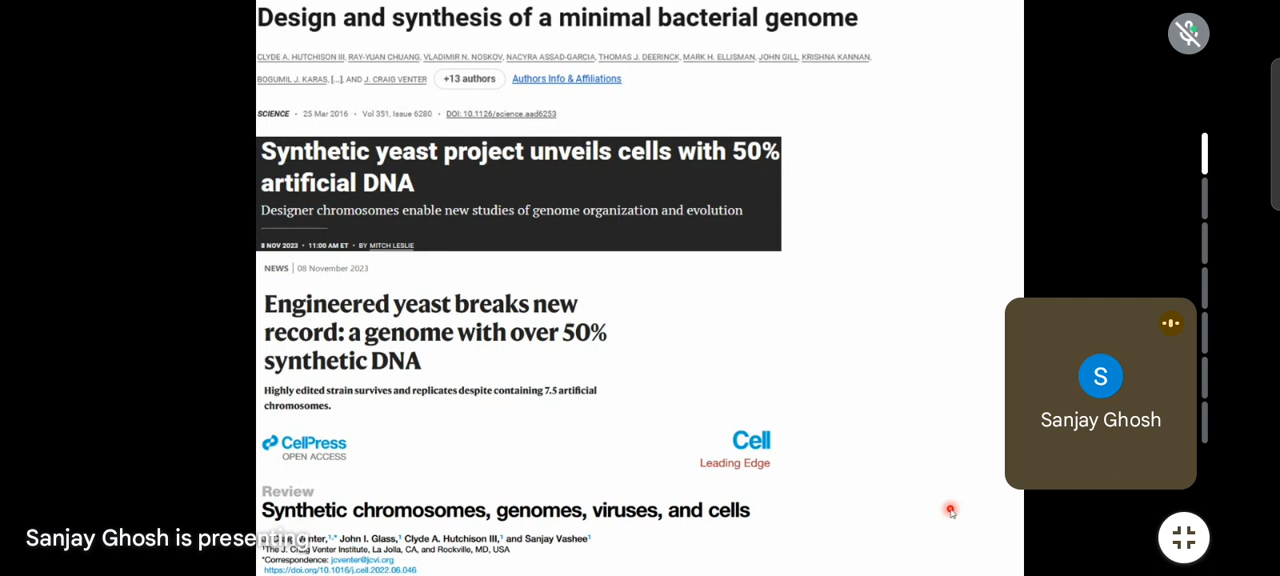 Design and synthesis of a minimal bacterial genome
CLYDE A. HUTCHISON III, RAY-YUAN CHUANG, VLADIMIR N. NOSKOV, NACYRA ASSAD-GARCIA, THOMAS J. DEERINCK, MARK H. ELLISMAN, JOHN GILL, KRISHNA KANNAN,
BOGUMIL J. KARAS, [...], AND J. CRAIG VENTER +13 authors Authors Info & Affiliations
SCIENCE • 25 Mar 2016 • Vol 351, Issue 6280 • DOI: 10.1126/science.aad6253
Synthetic yeast project unveils cells with 50%
artificial DNA
Designer chromosomes enable new studies of genome organization and evolution
8 NOV 2023 • 11:00 AM ET • BY MITCH LESLIE
NEWS | 08 November 2023
Engineered yeast breaks new
record: a genome with over 50%
synthetic DNA
Highly edited strain survives and replicates despite containing 7.5 artificial
chromosomes.
CellPress
OPEN ACCESS
Cell
Leading Edge
Review
Synthetic chromosomes, genomes, viruses, and cells
John I. Glass,¹ Clyde A. Hutchison III,¹ and Sanjay Vashee¹
¹The J. Craig Venter Institute, La Jolla, CA, and Rockville, MD, USA
*Correspondence: jcventer@jcvi.org
https://doi.org/10.1016/j.cell.2022.06.046
S
Sanjay Ghosh
Sanjay Ghosh is presenting